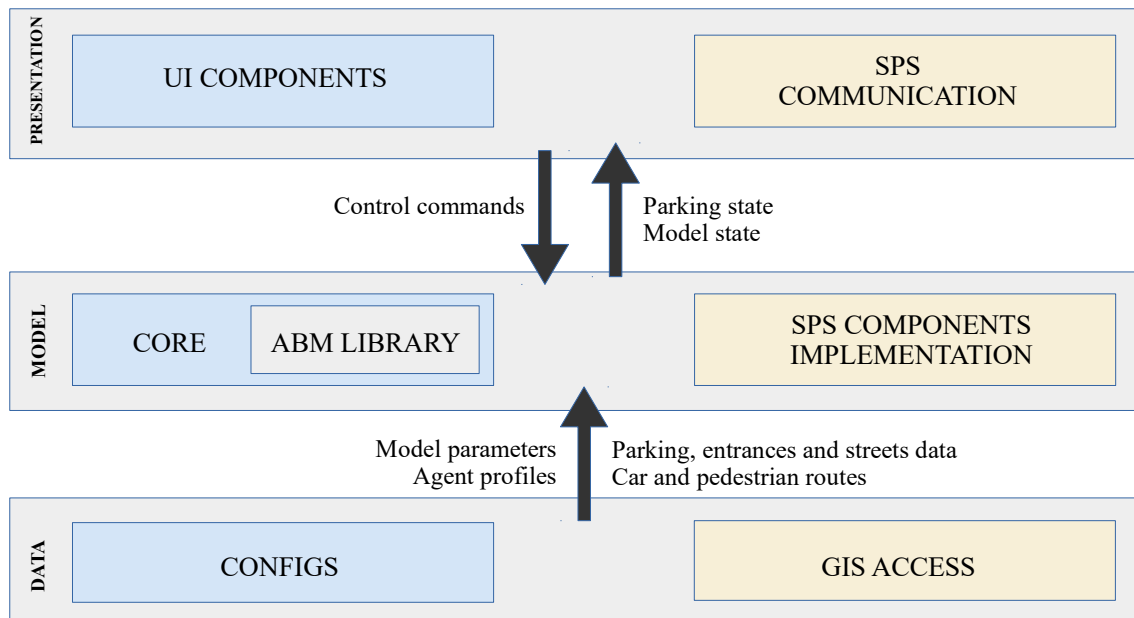 PRESENTATION
UI COMPONENTS
SPS
COMMUNICATION
Control commands
Parking state
Model state
MODEL
CORE
ABM LIBRARY
SPS COMPONENTS
IMPLEMENTATION
Model parameters
Agent profiles
Parking, entrances and streets data
Car and pedestrian routes
DATA
CONFIGS
GIS ACCESS